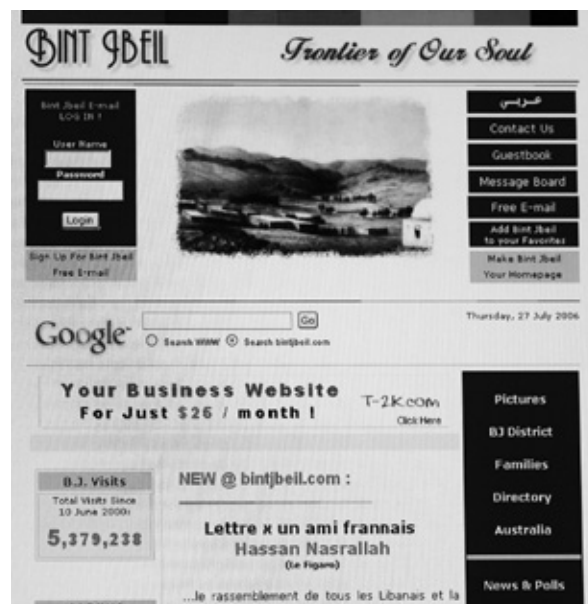 BINT JBEIL
Frontier of Our Soul
Bint Jbeil E-mail
LOG IN !
User Name
Password
Login
Sign Up For Bint Jbeil
Free E-mail
عربي
Contact Us
Guestbook
Message Board
Free E-mail
Add Bint Jbeil
to your Favorites
Make Bint Jbeil
Your Homepage
Google
Go
Search WWW Search bintjbeil.com
Thursday, 27 July 2006
Your Business Website
For Just $25 / month !
T-2K.com
Click Here
Pictures
BJ District
Families
Directory
Australia
News & Polls
B.J. Visits
Total Visits Since
10 June 2000:
5,379,238
NEW @ bintjbeil.com :
Lettre x un ami frannais
Hassan Nasrallah
(Le Figaro)
...le rassemblement de tous les Libanais et la